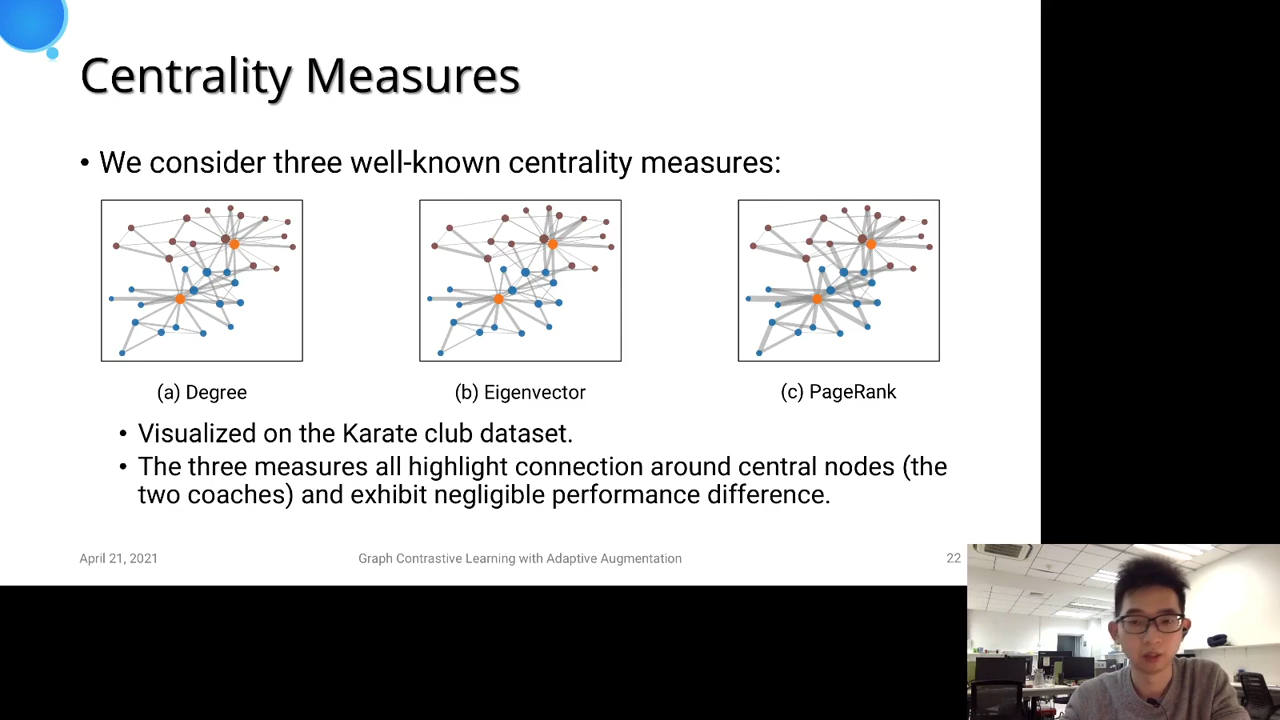 Centrality Measures
• We consider three well-known centrality measures:
(a) Degree
(b) Eigenvector
(c) PageRank
• Visualized on the Karate club dataset.
• The three measures all highlight connection around central nodes (the
two coaches) and exhibit negligible performance difference.
April 21, 2021
Graph Contrastive Learning with Adaptive Augmentation
22